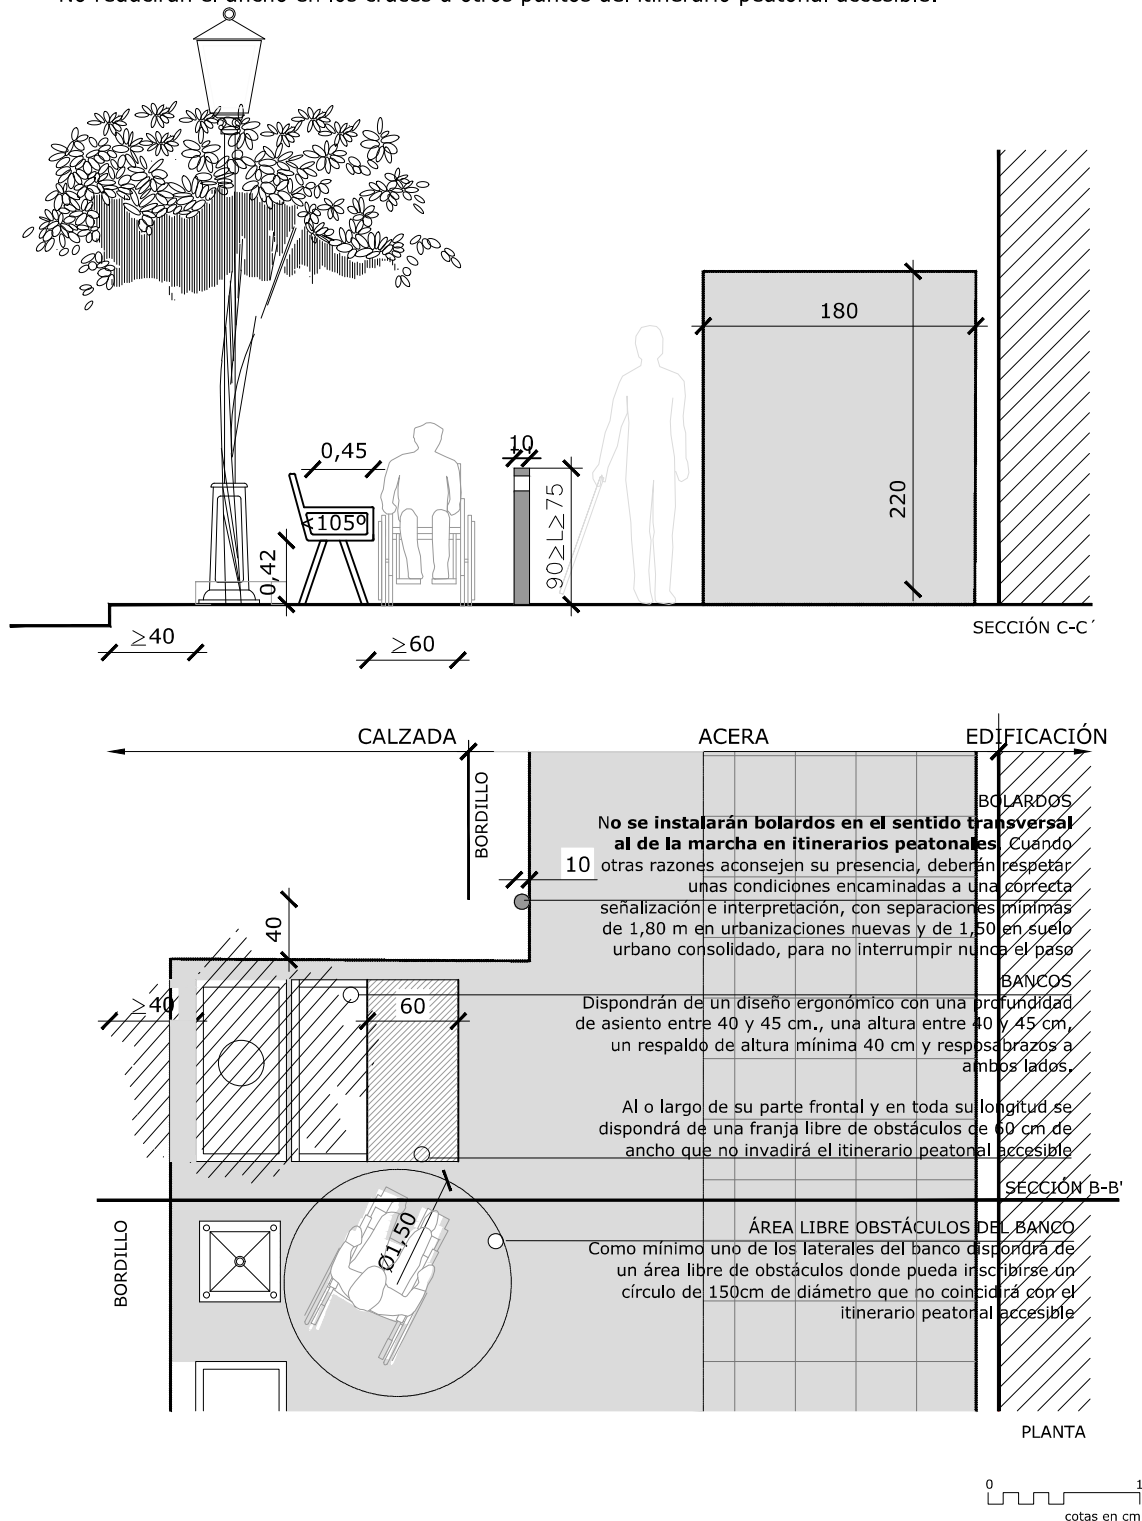 No reducirán el ancho en los cruces u otros puntos del itinerario peatonal accesible.
180
0,45
10
<105º
0,42
90≥L≥75
220
SECCIÓN C-C´
≥40
≥60
CALZADA
ACERA
EDIFICACIÓN
BORDILLO
BOLARDOS
No se instalarán bolardos en el sentido transversal
al de la marcha en itinerarios peatonales. Cuando
otras razones aconsejen su presencia, deberán respetar
unas condiciones encaminadas a una correcta
señalización e interpretación, con separaciones mínimas
de 1,80 m en urbanizaciones nuevas y de 1,50 en suelo
urbano consolidado, para no interrumpir nunca el paso
10
40
≥40
60
BANCOS
Dispondrán de un diseño ergonómico con una profundidad
de asiento entre 40 y 45 cm., una altura entre 40 y 45 cm,
un respaldo de altura mínima 40 cm y resposabrazos a
ambos lados.
Al o largo de su parte frontal y en toda su longitud se
dispondrá de una franja libre de obstáculos de 60 cm de
ancho que no invadirá el itinerario peatonal accesible
SECCIÓN B-B'
BORDILLO
Ø1,50
ÁREA LIBRE OBSTÁCULOS DEL BANCO
Como mínimo uno de los laterales del banco dispondrá de
un área libre de obstáculos donde pueda inscribirse un
círculo de 150cm de diámetro que no coincidirá con el
itinerario peatonal accesible
PLANTA
0 1
cotas en cm